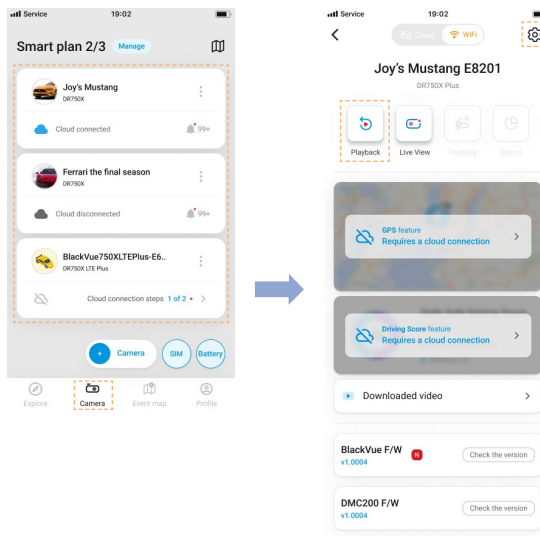 Service 19:02
Smart plan 2/3 Manage
Joy's Mustang
DR750X
Cloud connected 99+
Ferrari the final season
DR750X
Cloud disconnected 99+
BlackVue750XLTEPlus-E6..
DR750X LTE Plus
Cloud connection steps 1 of 2
+ Camera SIM Battery
Explore Camera Event map Profile
Service 19:02
Cloud WiFi
Joy's Mustang E8201
DR750X Plus
Playback Live View Tracking Report
GPS feature
Requires a cloud connection
Driving Score feature
Requires a cloud connection
Downloaded video
BlackVue F/W N Check the version
v1.0004
DMC200 F/W Check the version
v1.0004